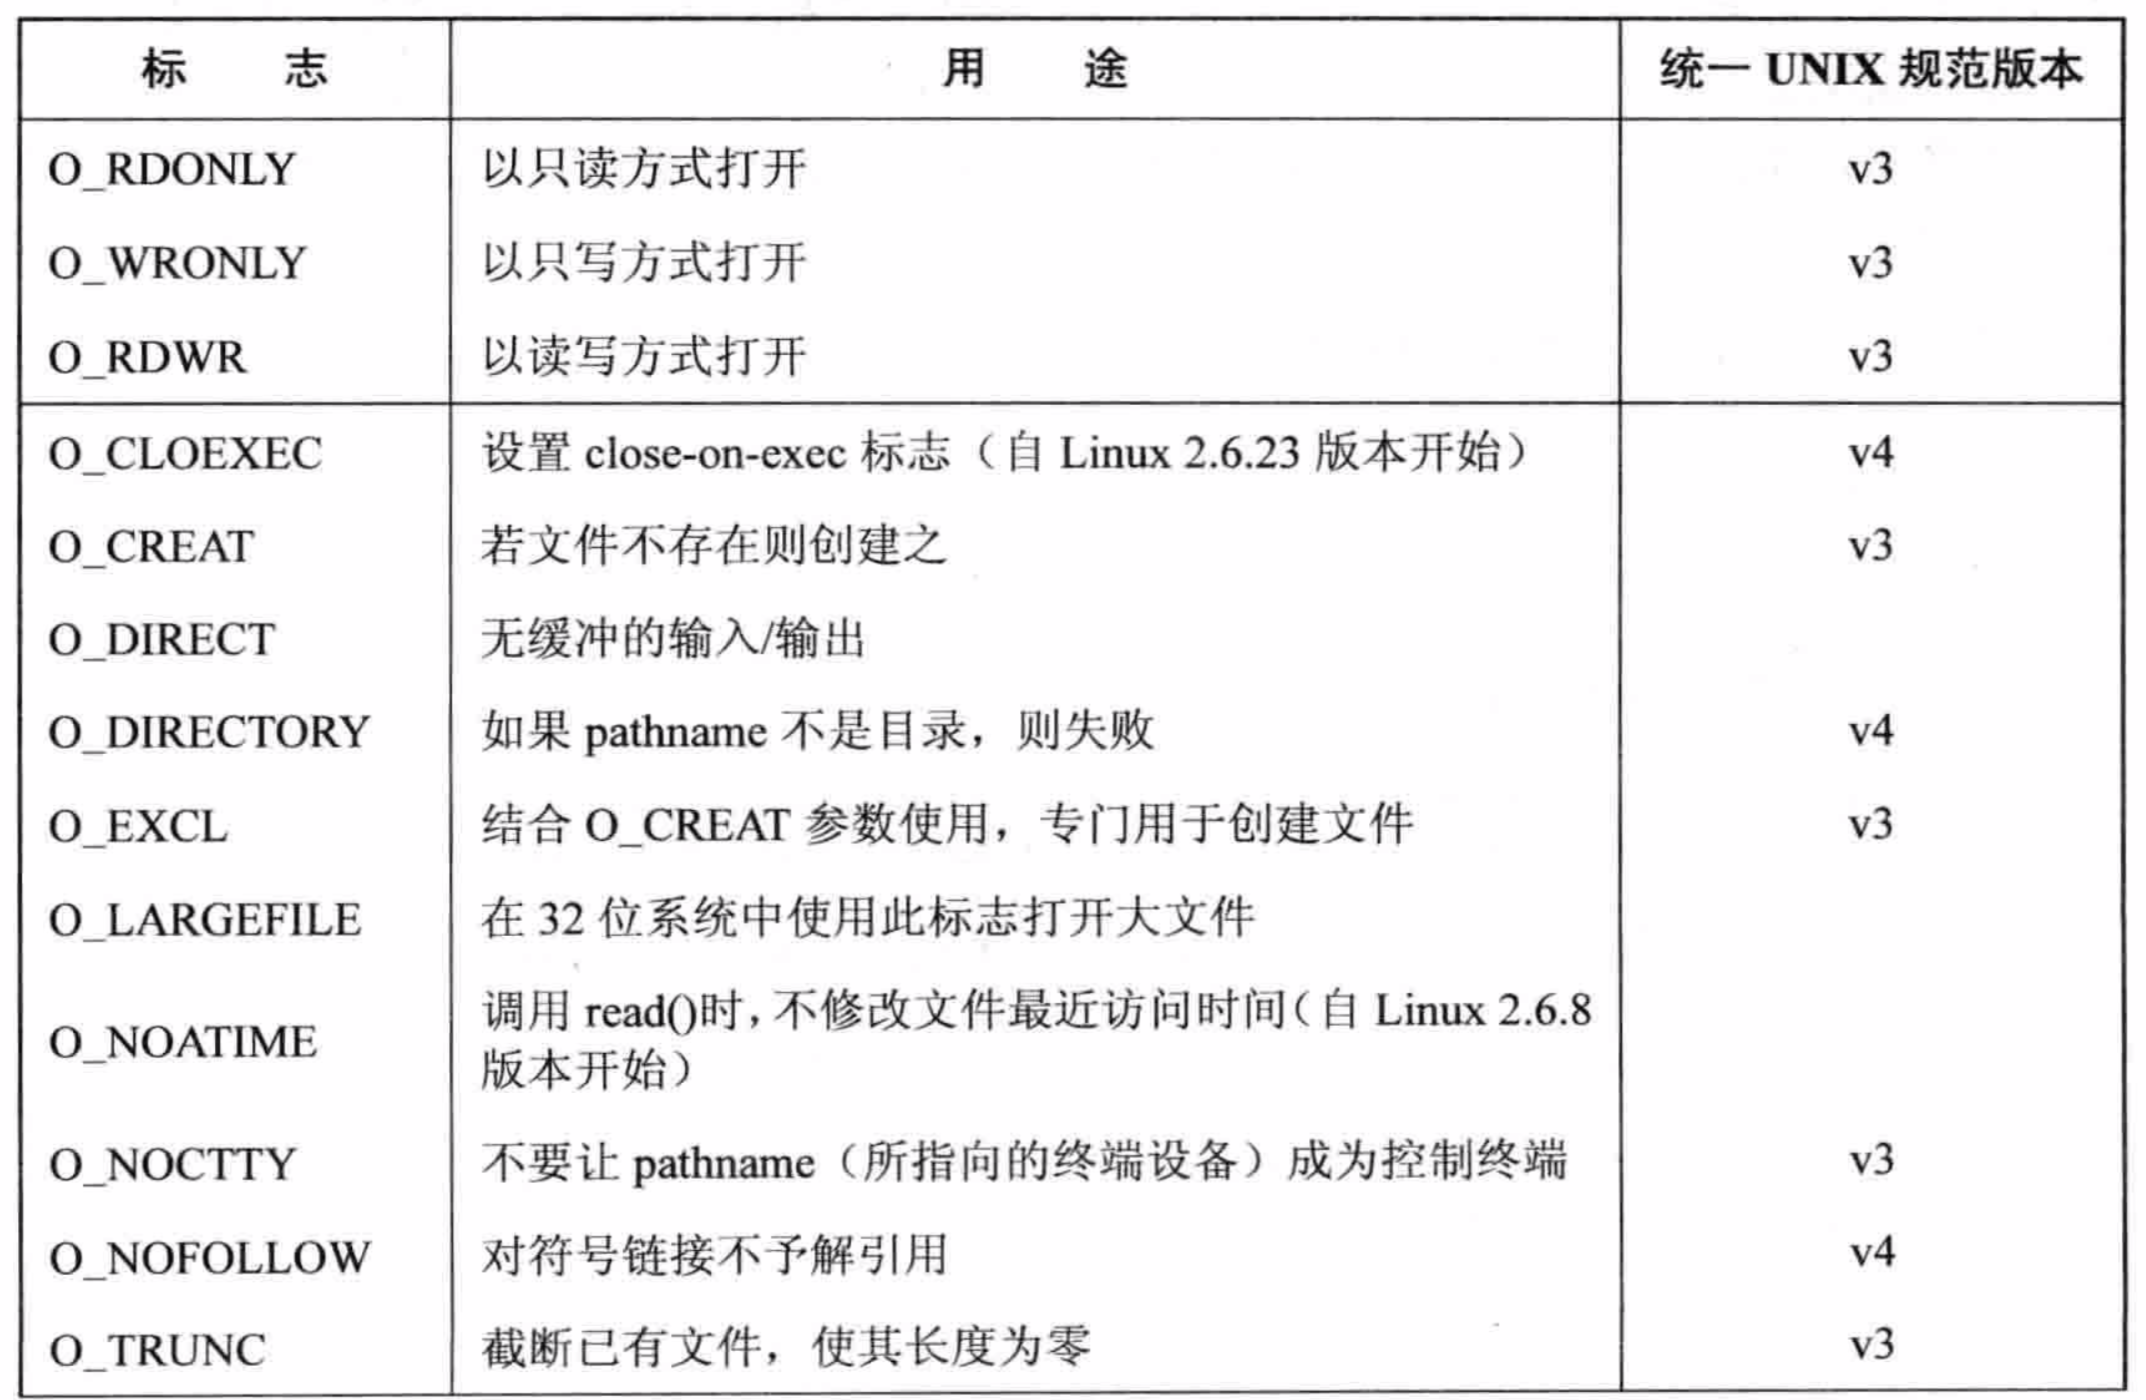 标 志 用 途 统一 UNIX 规范版本
O_RDONLY 以只读方式打开 v3
O_WRONLY 以只写方式打开 v3
O_RDWR 以读写方式打开 v3
O_CLOEXEC 设置 close-on-exec 标志（自 Linux 2.6.23 版本开始） v4
O_CREAT 若文件不存在则创建之 v3
O_DIRECT 无缓冲的输入/输出
O_DIRECTORY 如果 pathname 不是目录，则失败 v4
O_EXCL 结合 O_CREAT 参数使用，专门用于创建文件 v3
O_LARGEFILE 在 32 位系统中使用此标志打开大文件
O_NOATIME 调用 read()时，不修改文件最近访问时间（自 Linux 2.6.8
版本开始）
O_NOCTTY 不要让 pathname（所指向的终端设备）成为控制终端 v3
O_NOFOLLOW 对符号链接不予解引用 v4
O_TRUNC 截断已有文件，使其长度为零 v3